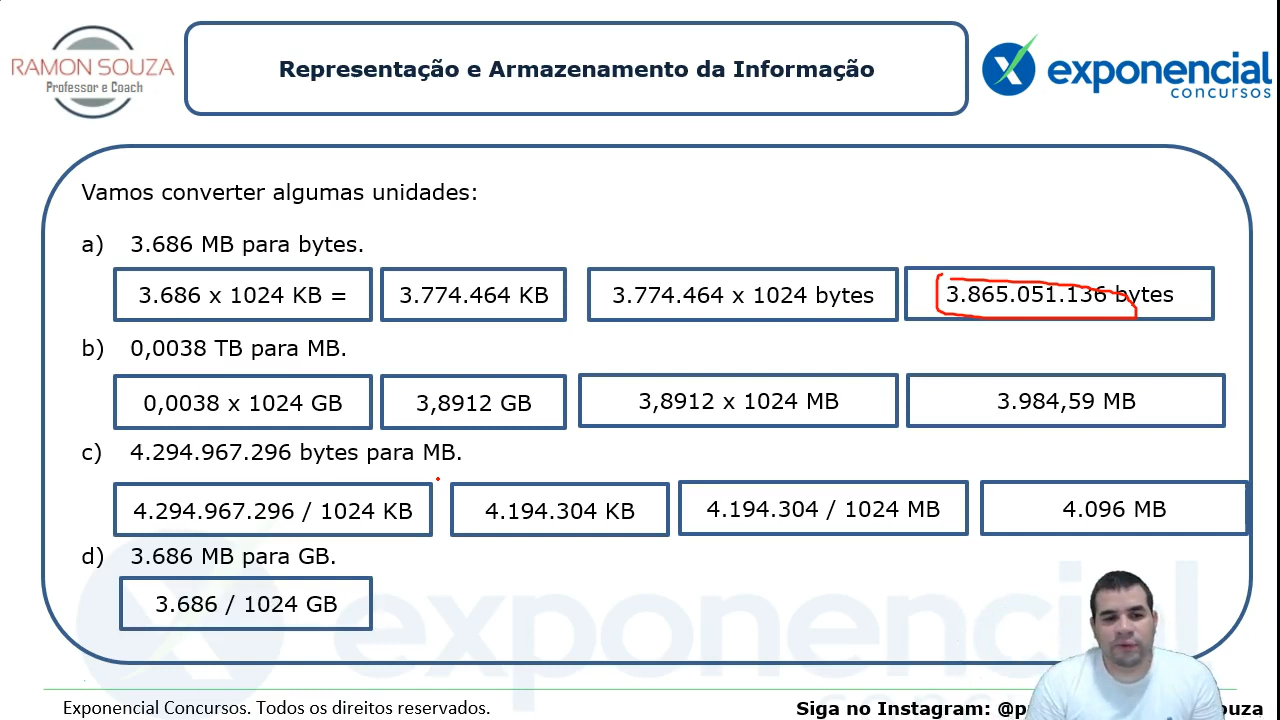 RAMON SOUZA
Professor e Coach
Representação e Armazenamento da Informação
exponencial
concursos
Vamos converter algumas unidades:
a) 3.686 MB para bytes.
3.686 x 1024 KB =
3.774.464 KB
3.774.464 x 1024 bytes
3.865.051.136 bytes
b) 0,0038 TB para MB.
0,0038 x 1024 GB
3,8912 GB
3,8912 x 1024 MB
3.984,59 MB
c) 4.294.967.296 bytes para MB.
4.294.967.296 / 1024 KB
4.194.304 KB
4.194.304 / 1024 MB
4.096 MB
d) 3.686 MB para GB.
3.686 / 1024 GB
exponencial
concursos
Exponencial Concursos. Todos os direitos reservados.
Siga no Instagram: